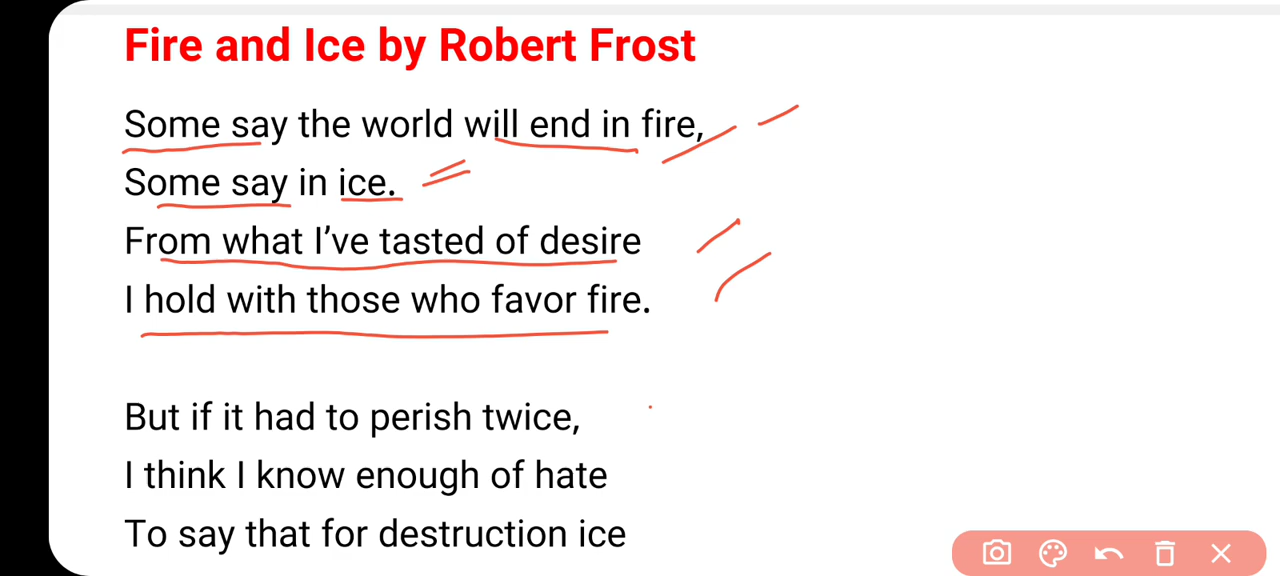 Fire and Ice by Robert Frost
Some say the world will end in fire,
Some say in ice.
From what I’ve tasted of desire
I hold with those who favor fire.
But if it had to perish twice,
I think I know enough of hate
To say that for destruction ice